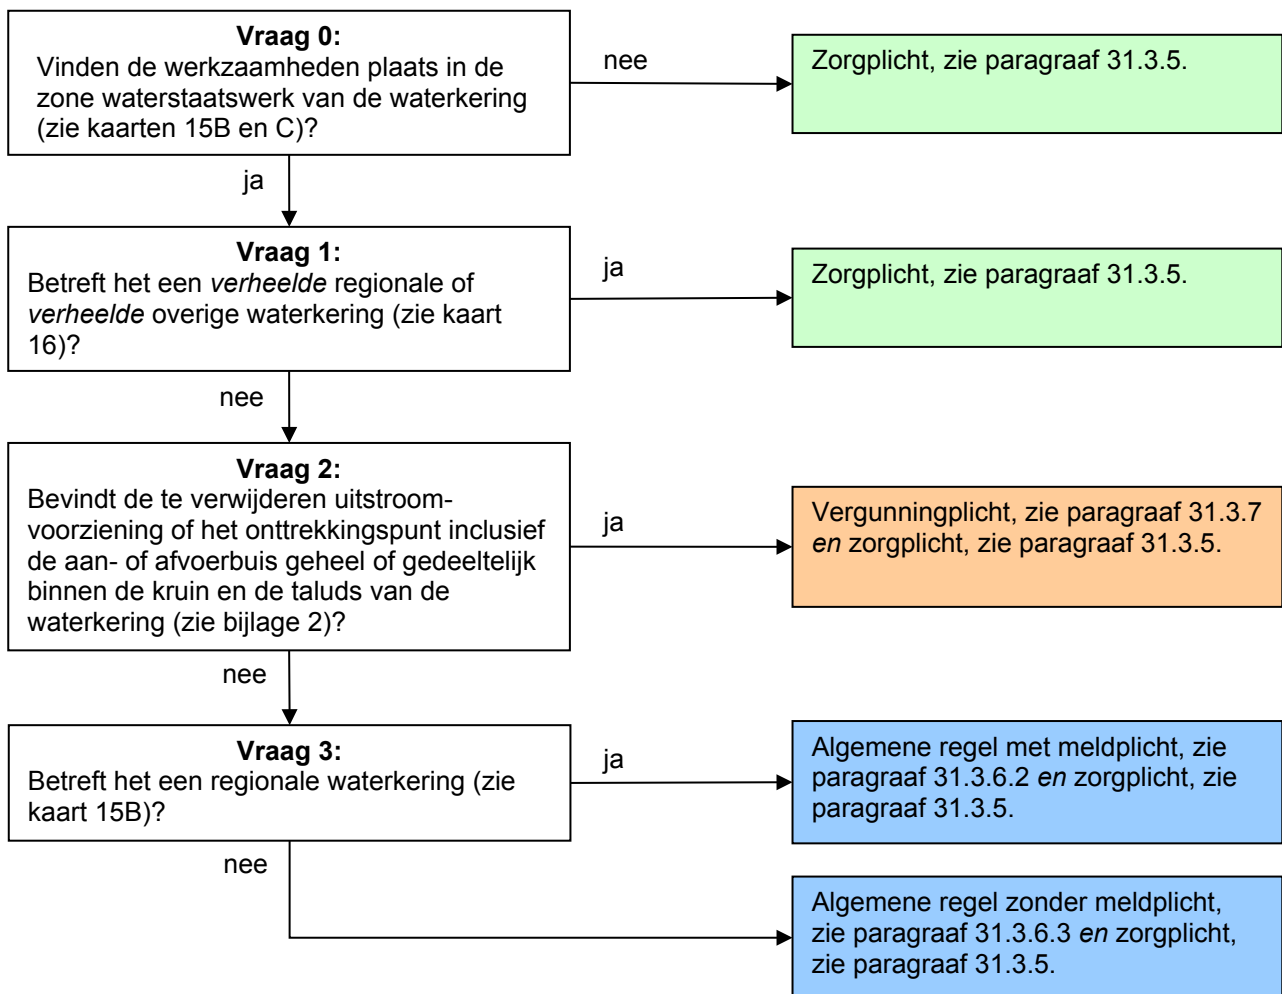 Vraag 0:
Vinden de werkzaamheden plaats in de
zone waterstaatswerk van de waterkering
(zie kaarten 15B en C)?
nee
Zorgplicht, zie paragraaf 31.3.5.
ja
Vraag 1:
Betreft het een verheelde regionale of
verheelde overige waterkering (zie kaart
16)?
ja
Zorgplicht, zie paragraaf 31.3.5.
nee
Vraag 2:
Bevindt de te verwijderen uitstroom-
voorziening of het onttrekkingspunt inclusief
de aan- of afvoerbuis geheel of gedeeltelijk
binnen de kruin en de taluds van de
waterkering (zie bijlage 2)?
ja
Vergunningplicht, zie paragraaf 31.3.7
en zorgplicht, zie paragraaf 31.3.5.
nee
Vraag 3:
Betreft het een regionale waterkering (zie
kaart 15B)?
ja
Algemene regel met meldplicht, zie
paragraaf 31.3.6.2 en zorgplicht, zie
paragraaf 31.3.5.
nee
Algemene regel zonder meldplicht,
zie paragraaf 31.3.6.3 en zorgplicht,
zie paragraaf 31.3.5.